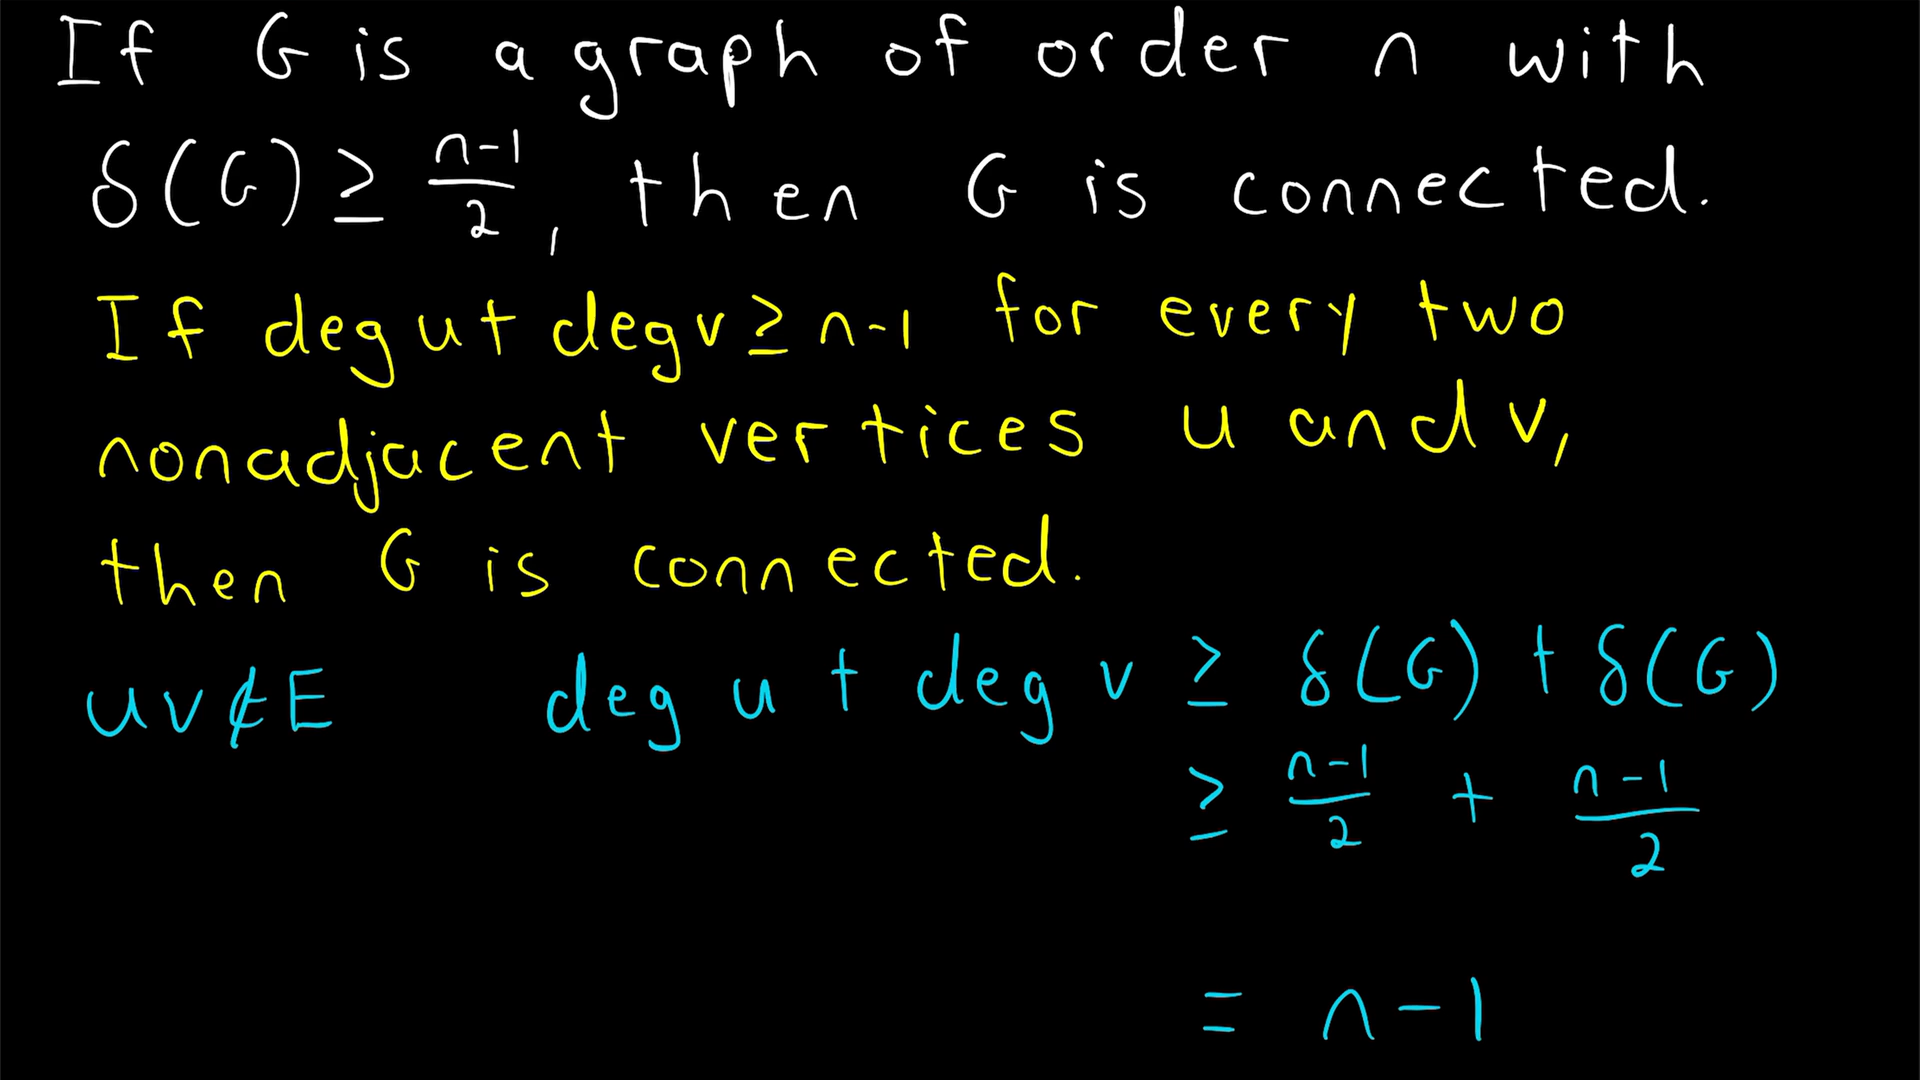 If G is a graph of order n with
δ(G) ≥ (n-1)/2, then G is connected.
If deg u + deg v ≥ n-1 for every two
nonadjacent vertices u and v,
then G is connected.
uv∉E deg u + deg v ≥ δ(G) + δ(G)
≥ (n-1)/2 + (n-1)/2
= n-1